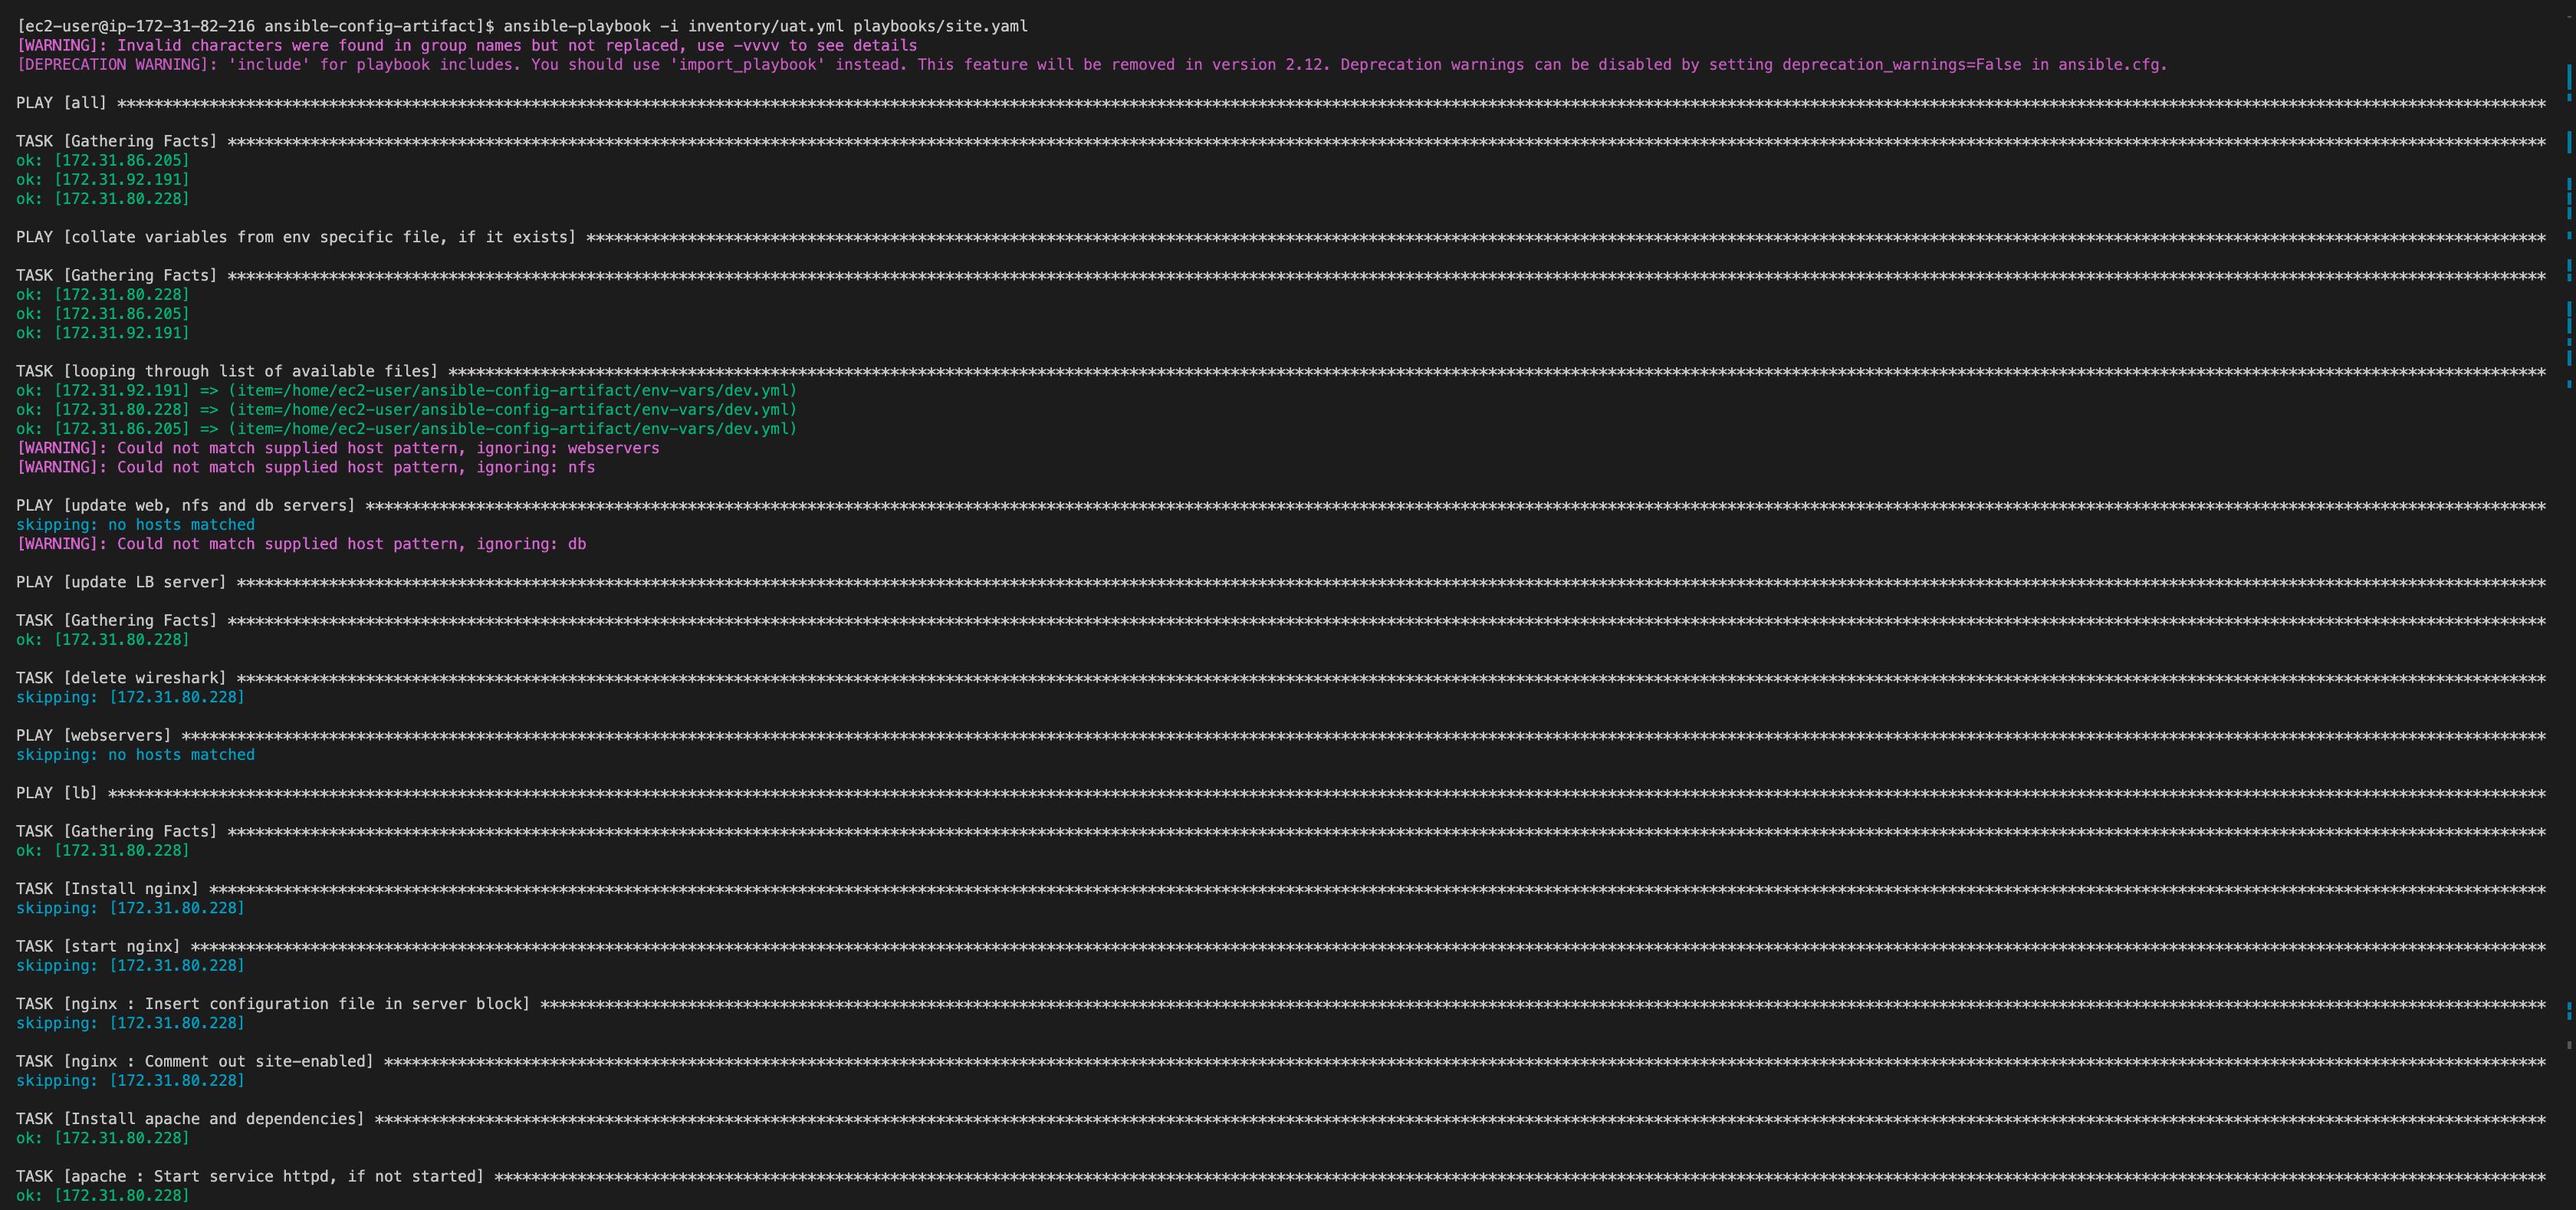 [ec2-user@ip-172-31-82-216 ansible-config-artifact]$ ansible-playbook -i inventory/uat.yml playbooks/site.yaml
[WARNING]: Invalid characters were found in group names but not replaced, use -vvvv to see details
[DEPRECATION WARNING]: 'include' for playbook includes. You should use 'import_playbook' instead. This feature will be removed in version 2.12. Deprecation warnings can be disabled by setting deprecation_warnings=False in ansible.cfg.
PLAY [all] ****
TASK [Gathering Facts] ****
ok: [172.31.86.205]
ok: [172.31.92.191]
ok: [172.31.80.228]
PLAY [collate variables from env specific file, if it exists] ****
TASK [Gathering Facts] ****
ok: [172.31.80.228]
ok: [172.31.86.205]
ok: [172.31.92.191]
TASK [looping through list of available files] ****
ok: [172.31.92.191] => (item=/home/ec2-user/ansible-config-artifact/env-vars/dev.yml)
ok: [172.31.80.228] => (item=/home/ec2-user/ansible-config-artifact/env-vars/dev.yml)
ok: [172.31.86.205] => (item=/home/ec2-user/ansible-config-artifact/env-vars/dev.yml)
[WARNING]: Could not match supplied host pattern, ignoring: webservers
[WARNING]: Could not match supplied host pattern, ignoring: nfs
PLAY [update web, nfs and db servers] ****
skipping: no hosts matched
[WARNING]: Could not match supplied host pattern, ignoring: db
PLAY [update LB server] ****
TASK [Gathering Facts] ****
ok: [172.31.80.228]
TASK [delete wireshark] ****
skipping: [172.31.80.228]
PLAY [webservers] ****
skipping: no hosts matched
PLAY [lb] ****
TASK [Gathering Facts] ****
ok: [172.31.80.228]
TASK [Install nginx] ****
skipping: [172.31.80.228]
TASK [start nginx] ****
skipping: [172.31.80.228]
TASK [nginx : Insert configuration file in server block] ****
skipping: [172.31.80.228]
TASK [nginx : Comment out site-enabled] ****
skipping: [172.31.80.228]
TASK [Install apache and dependencies] ****
ok: [172.31.80.228]
TASK [apache : Start service httpd, if not started] ****
ok: [172.31.80.228]